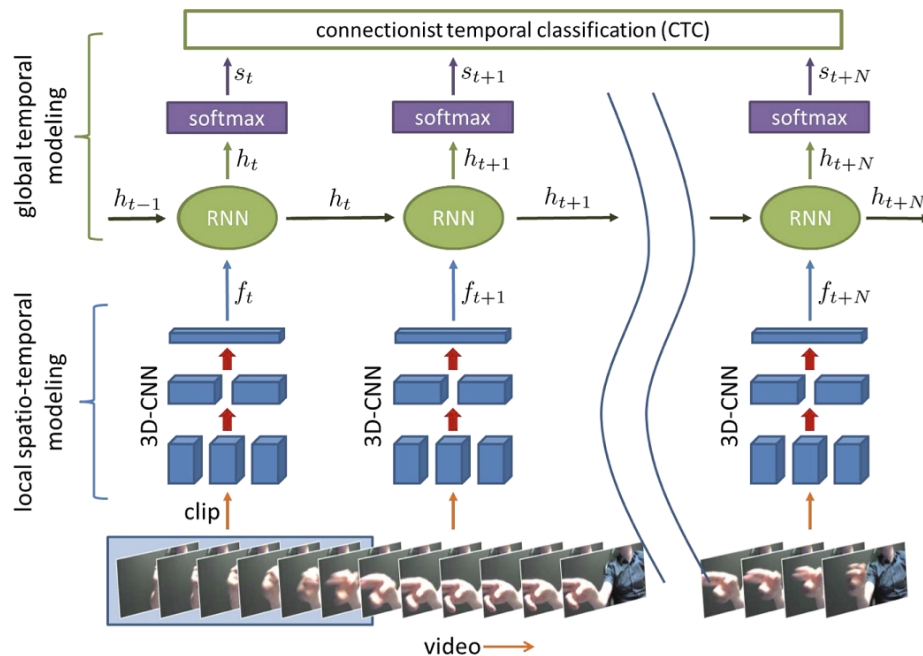 connectionist temporal classification (CTC)
s_t
s_{t+1}
s_{t+N}
softmax
softmax
softmax
global temporal
modeling
h_t
h_{t+1}
h_{t+N}
h_{t-1}
RNN
h_t
RNN
h_{t+1}
RNN
h_{t+N}
f_t
f_{t+1}
f_{t+N}
local spatio-temporal
modeling
3D-CNN
3D-CNN
3D-CNN
clip
video